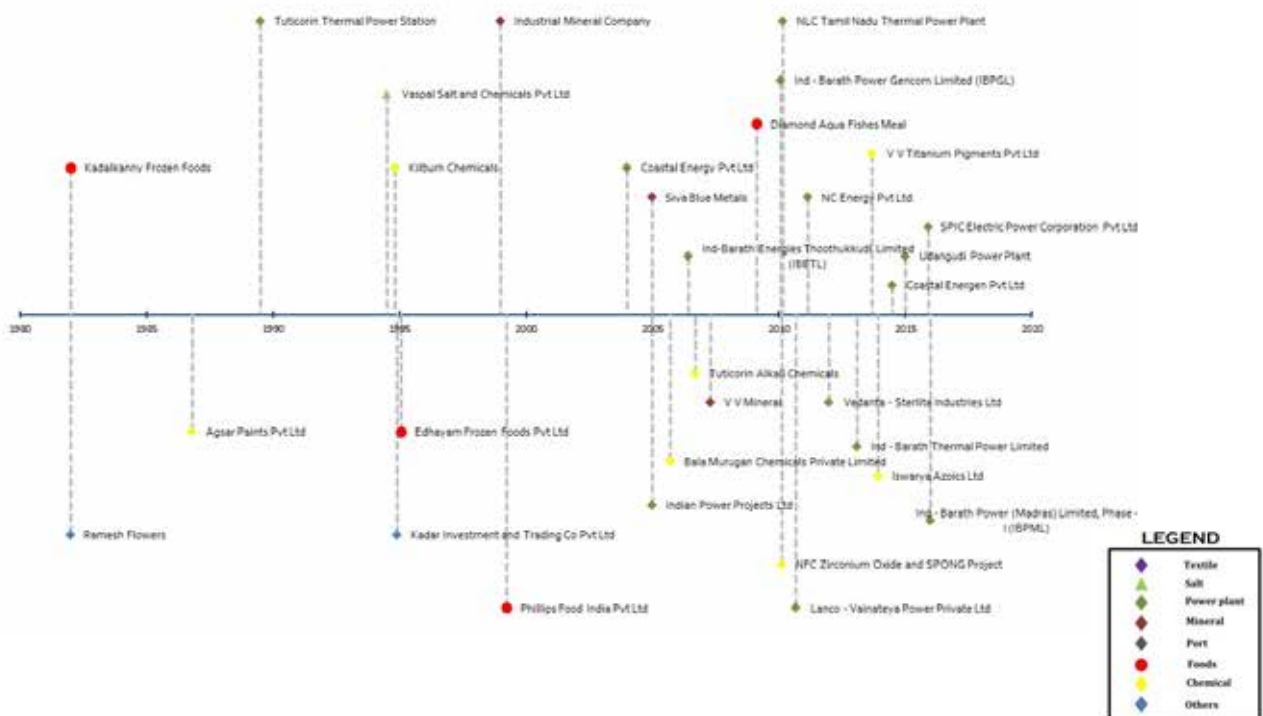 Tuticorin Thermal Power Station
Industrial Mineral Company
NLC Tamil Nadu Thermal Power Plant
Ind - Barath Power Gencom Limited (IBPGL)
Vaspal Salt and Chemicals Pvt Ltd
Diamond Aqua Fishes Meal
V V Titanium Pigments Pvt Ltd
Kadalkanny Frozen Foods
Kilburn Chemicals
Coastal Energy Pvt Ltd
Siva Blue Metals
NC Energy Pvt Ltd
SPIC Electric Power Corporation Pvt Ltd
Ind-Barath Energies Thoothukkudi Limited
(IBETL)
Udangudi Power Plant
Coastal Energen Pvt Ltd
1980
1985
1990
1995
2000
2005
2010
2015
2020
Tuticorin Alkali Chemicals
V V Mineral
Vedanta - Sterlite Industries Ltd
Agsar Paints Pvt Ltd
Edhayam Frozen Foods Pvt Ltd
Ind - Barath Thermal Power Limited
Bala Murugan Chemicals Private Limited
Iswarya Azoics Ltd
Indian Power Projects Ltd
Ind - Barath Power (Madras) Limited, Phase -
I (IBPML)
Ramesh Flowers
Kadar Investment and Trading Co Pvt Ltd
NFC Zirconium Oxide and SPONG Project
Phillips Food India Pvt Ltd
Lanco - Vainateya Power Private Ltd
LEGEND
Textile
Salt
Power plant
Mineral
Port
Foods
Chemical
Others